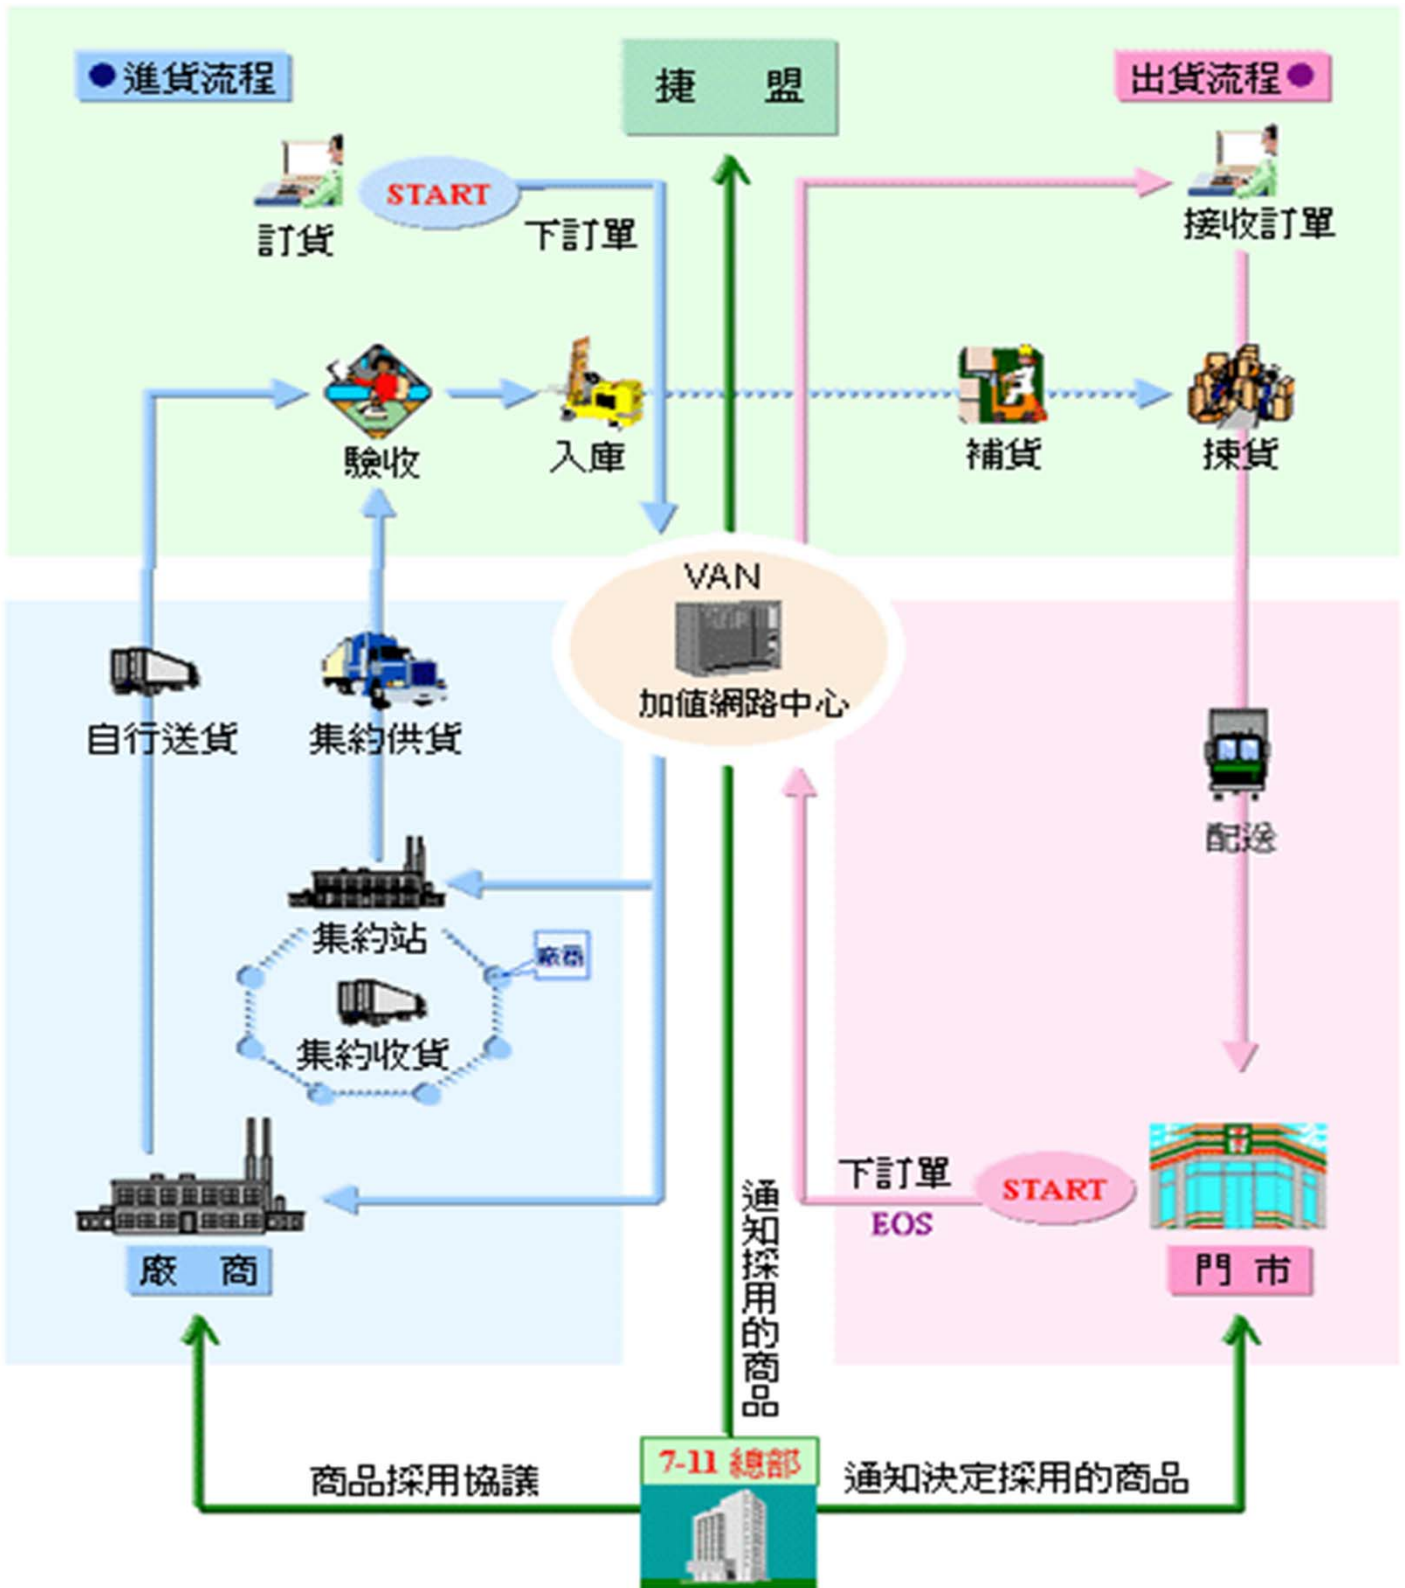 進貨流程
捷 盟
出貨流程
START
訂貨
下訂單
接收訂單
驗收
入庫
補貨
揀貨
VAN
加值網路中心
自行送貨
集約供貨
配送
集約站
廠商
集約收貨
下訂單
EOS
START
廠 商
門 市
通知採用的商品
7-11 總部
商品採用協議
通知決定採用的商品